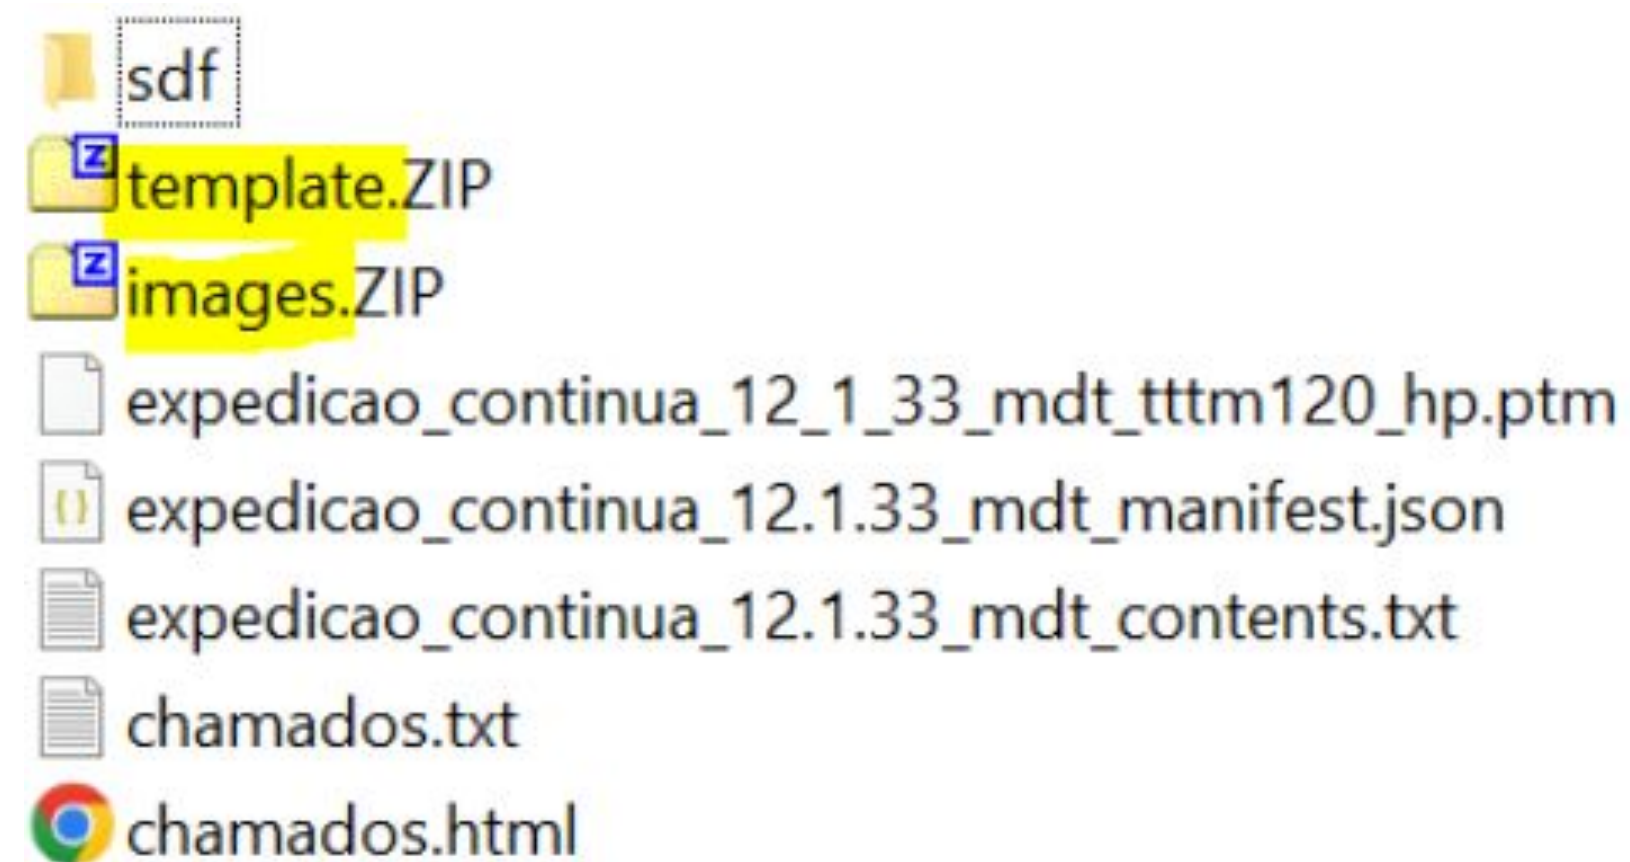 sdf
template.ZIP
images.ZIP
expedicao_continua_12_1_33_mdt_tttm120_hp.ptm
expedicao_continua_12.1.33_mdt_manifest.json
expedicao_continua_12.1.33_mdt_contents.txt
chamados.txt
chamados.html